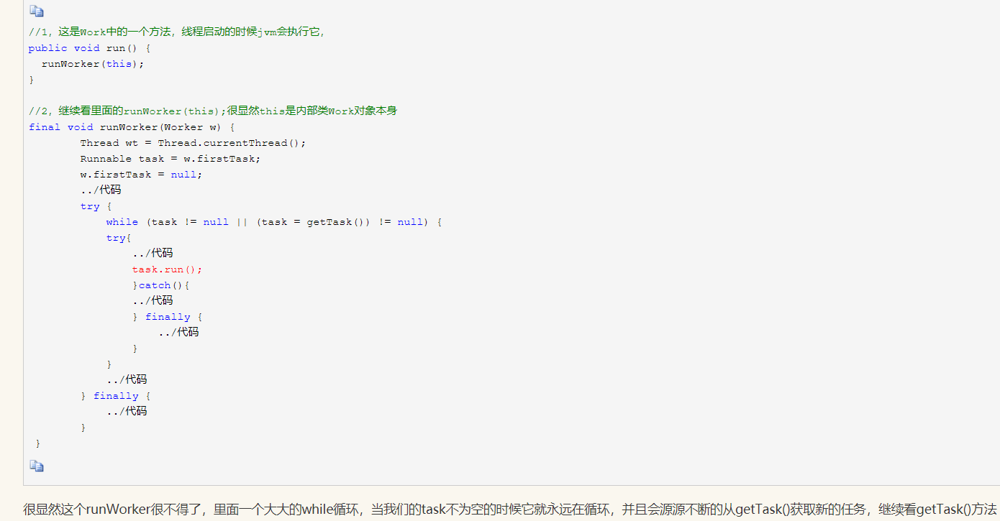 //1，这是Work中的一个方法，线程启动的时候jvm会执行它，
public void run() {
  runWorker(this);
}

//2，继续看里面的runWorker(this);很显然this是内部类Work对象本身
final void runWorker(Worker w) {
        Thread wt = Thread.currentThread();
        Runnable task = w.firstTask;
        w.firstTask = null;
        ../代码
        try {
            while (task != null || (task = getTask()) != null) {
            try{
                ../代码
                task.run();
                }catch(){
                ../代码
                } finally {
                    ../代码
                }
            }
            ../代码
        } finally {
            ../代码
        }
 }
很显然这个runWorker很不得了，里面一个大大的while循环，当我们的task不为空的时候它就永远在循环，并且会源源不断的从getTask()获取新的任务，继续看getTask()方法